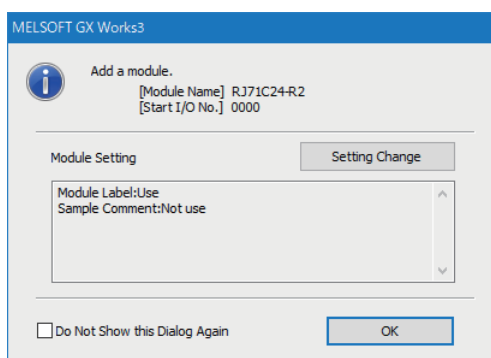 MELSOFT GX Works3
Add a module.
[Module Name] RJ71C24-R2
[Start I/O No.] 0000
Module Setting
Setting Change
Module Label:Use
Sample Comment:Not use
Do Not Show this Dialog Again
OK